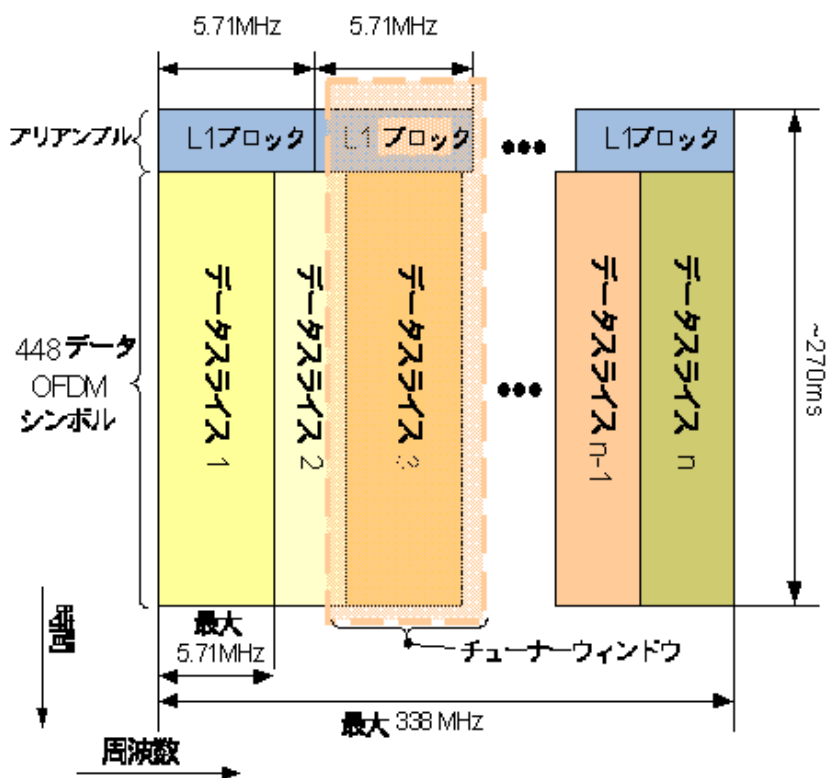 5.71MHz
5.71MHz
プリアンブル
L1ブロック
L1 ブロック
L1ブロック
データスライス 1
データスライス 2
データスライス 3
データスライス n-1
データスライス n
448 データ
OFDM
シンボル
~270ms
時間
最大
5.71MHz
チューナーウィンドウ
最大 338 MHz
周波数